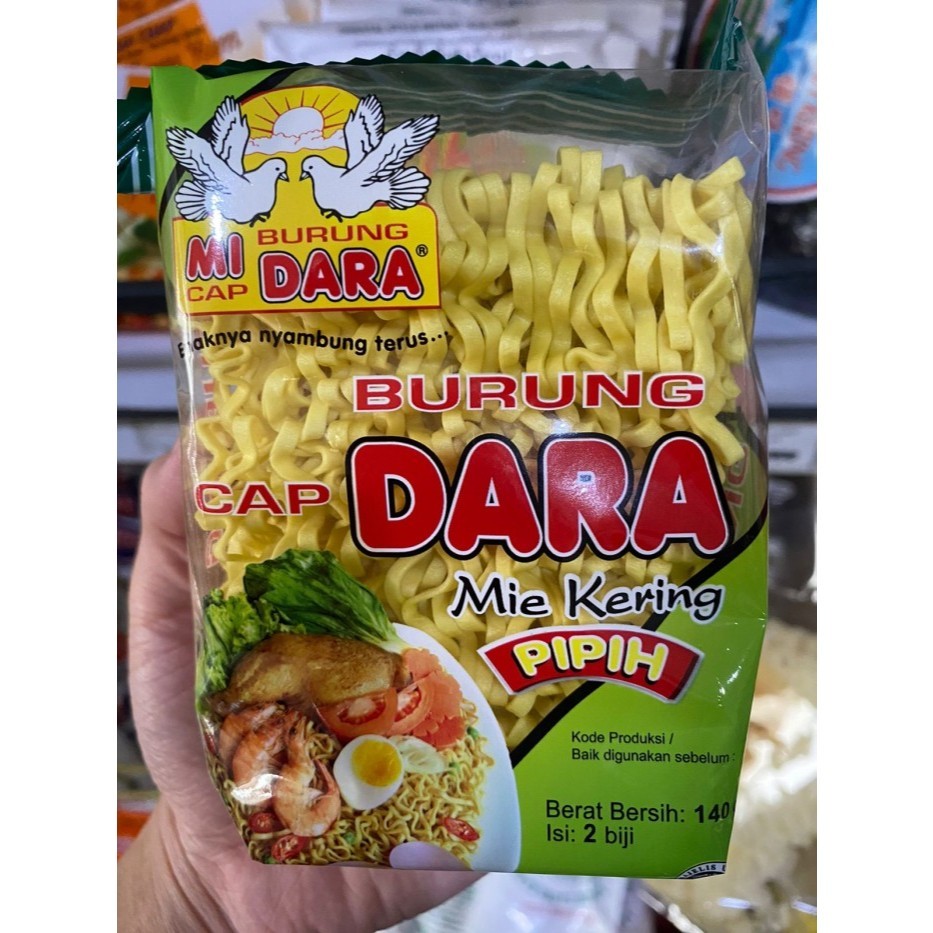 MI BURUNG
CAP DARA®
Enaknya nyambung terus...
BURUNG
CAP DARA
Mie Kering
PIPIH
Kode Produksi /
Baik digunakan sebelum :
Berat Bersih: 140
Isi: 2 biji